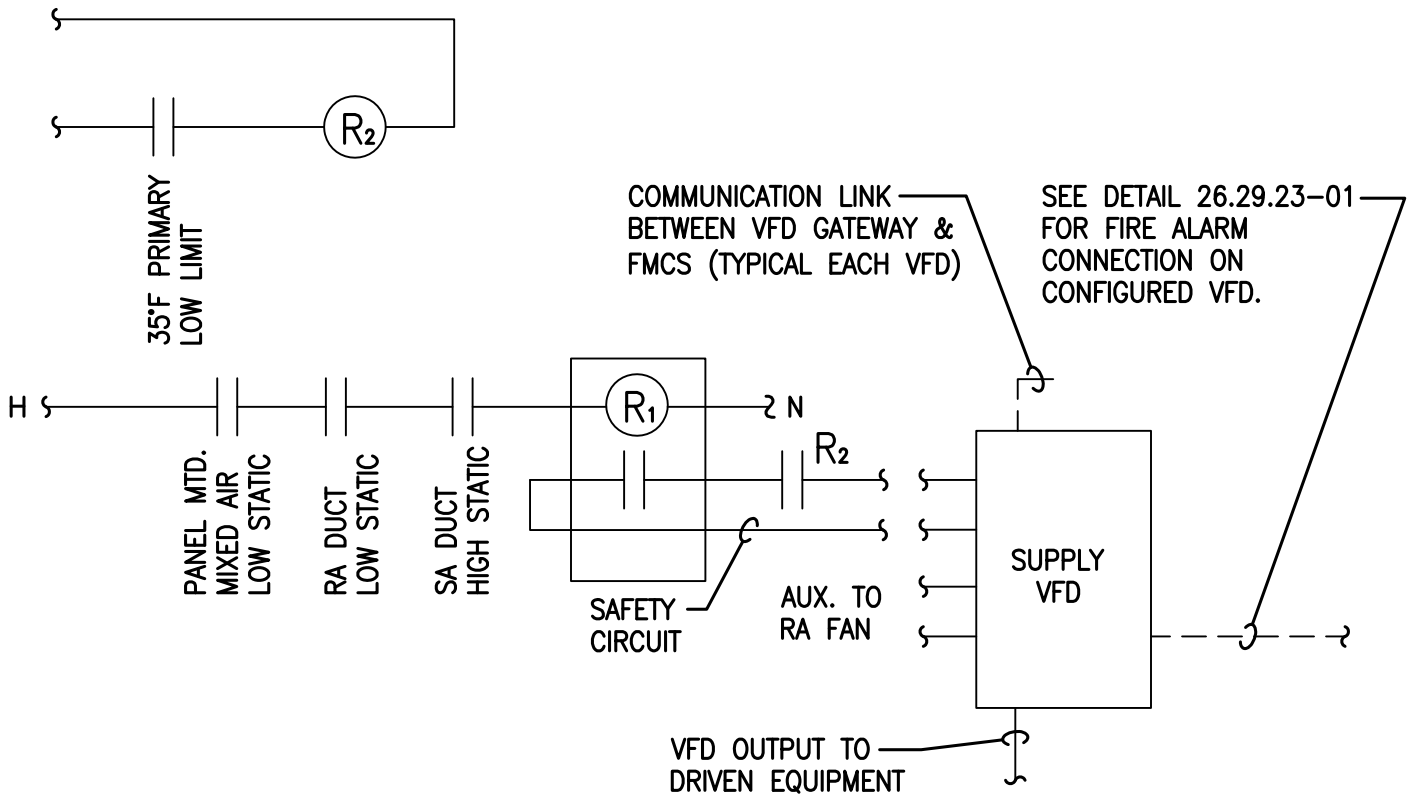 R2
35°F PRIMARY
LOW LIMIT
COMMUNICATION LINK
BETWEEN VFD GATEWAY &
FMCS (TYPICAL EACH VFD)
SEE DETAIL 26.29.23-01
FOR FIRE ALARM
CONNECTION ON
CONFIGURED VFD.
H
R1
N
R2
PANEL MTD.
MIXED AIR
LOW STATIC
RA DUCT
LOW STATIC
SA DUCT
HIGH STATIC
SAFETY
CIRCUIT
AUX. TO
RA FAN
SUPPLY
VFD
VFD OUTPUT TO
DRIVEN EQUIPMENT